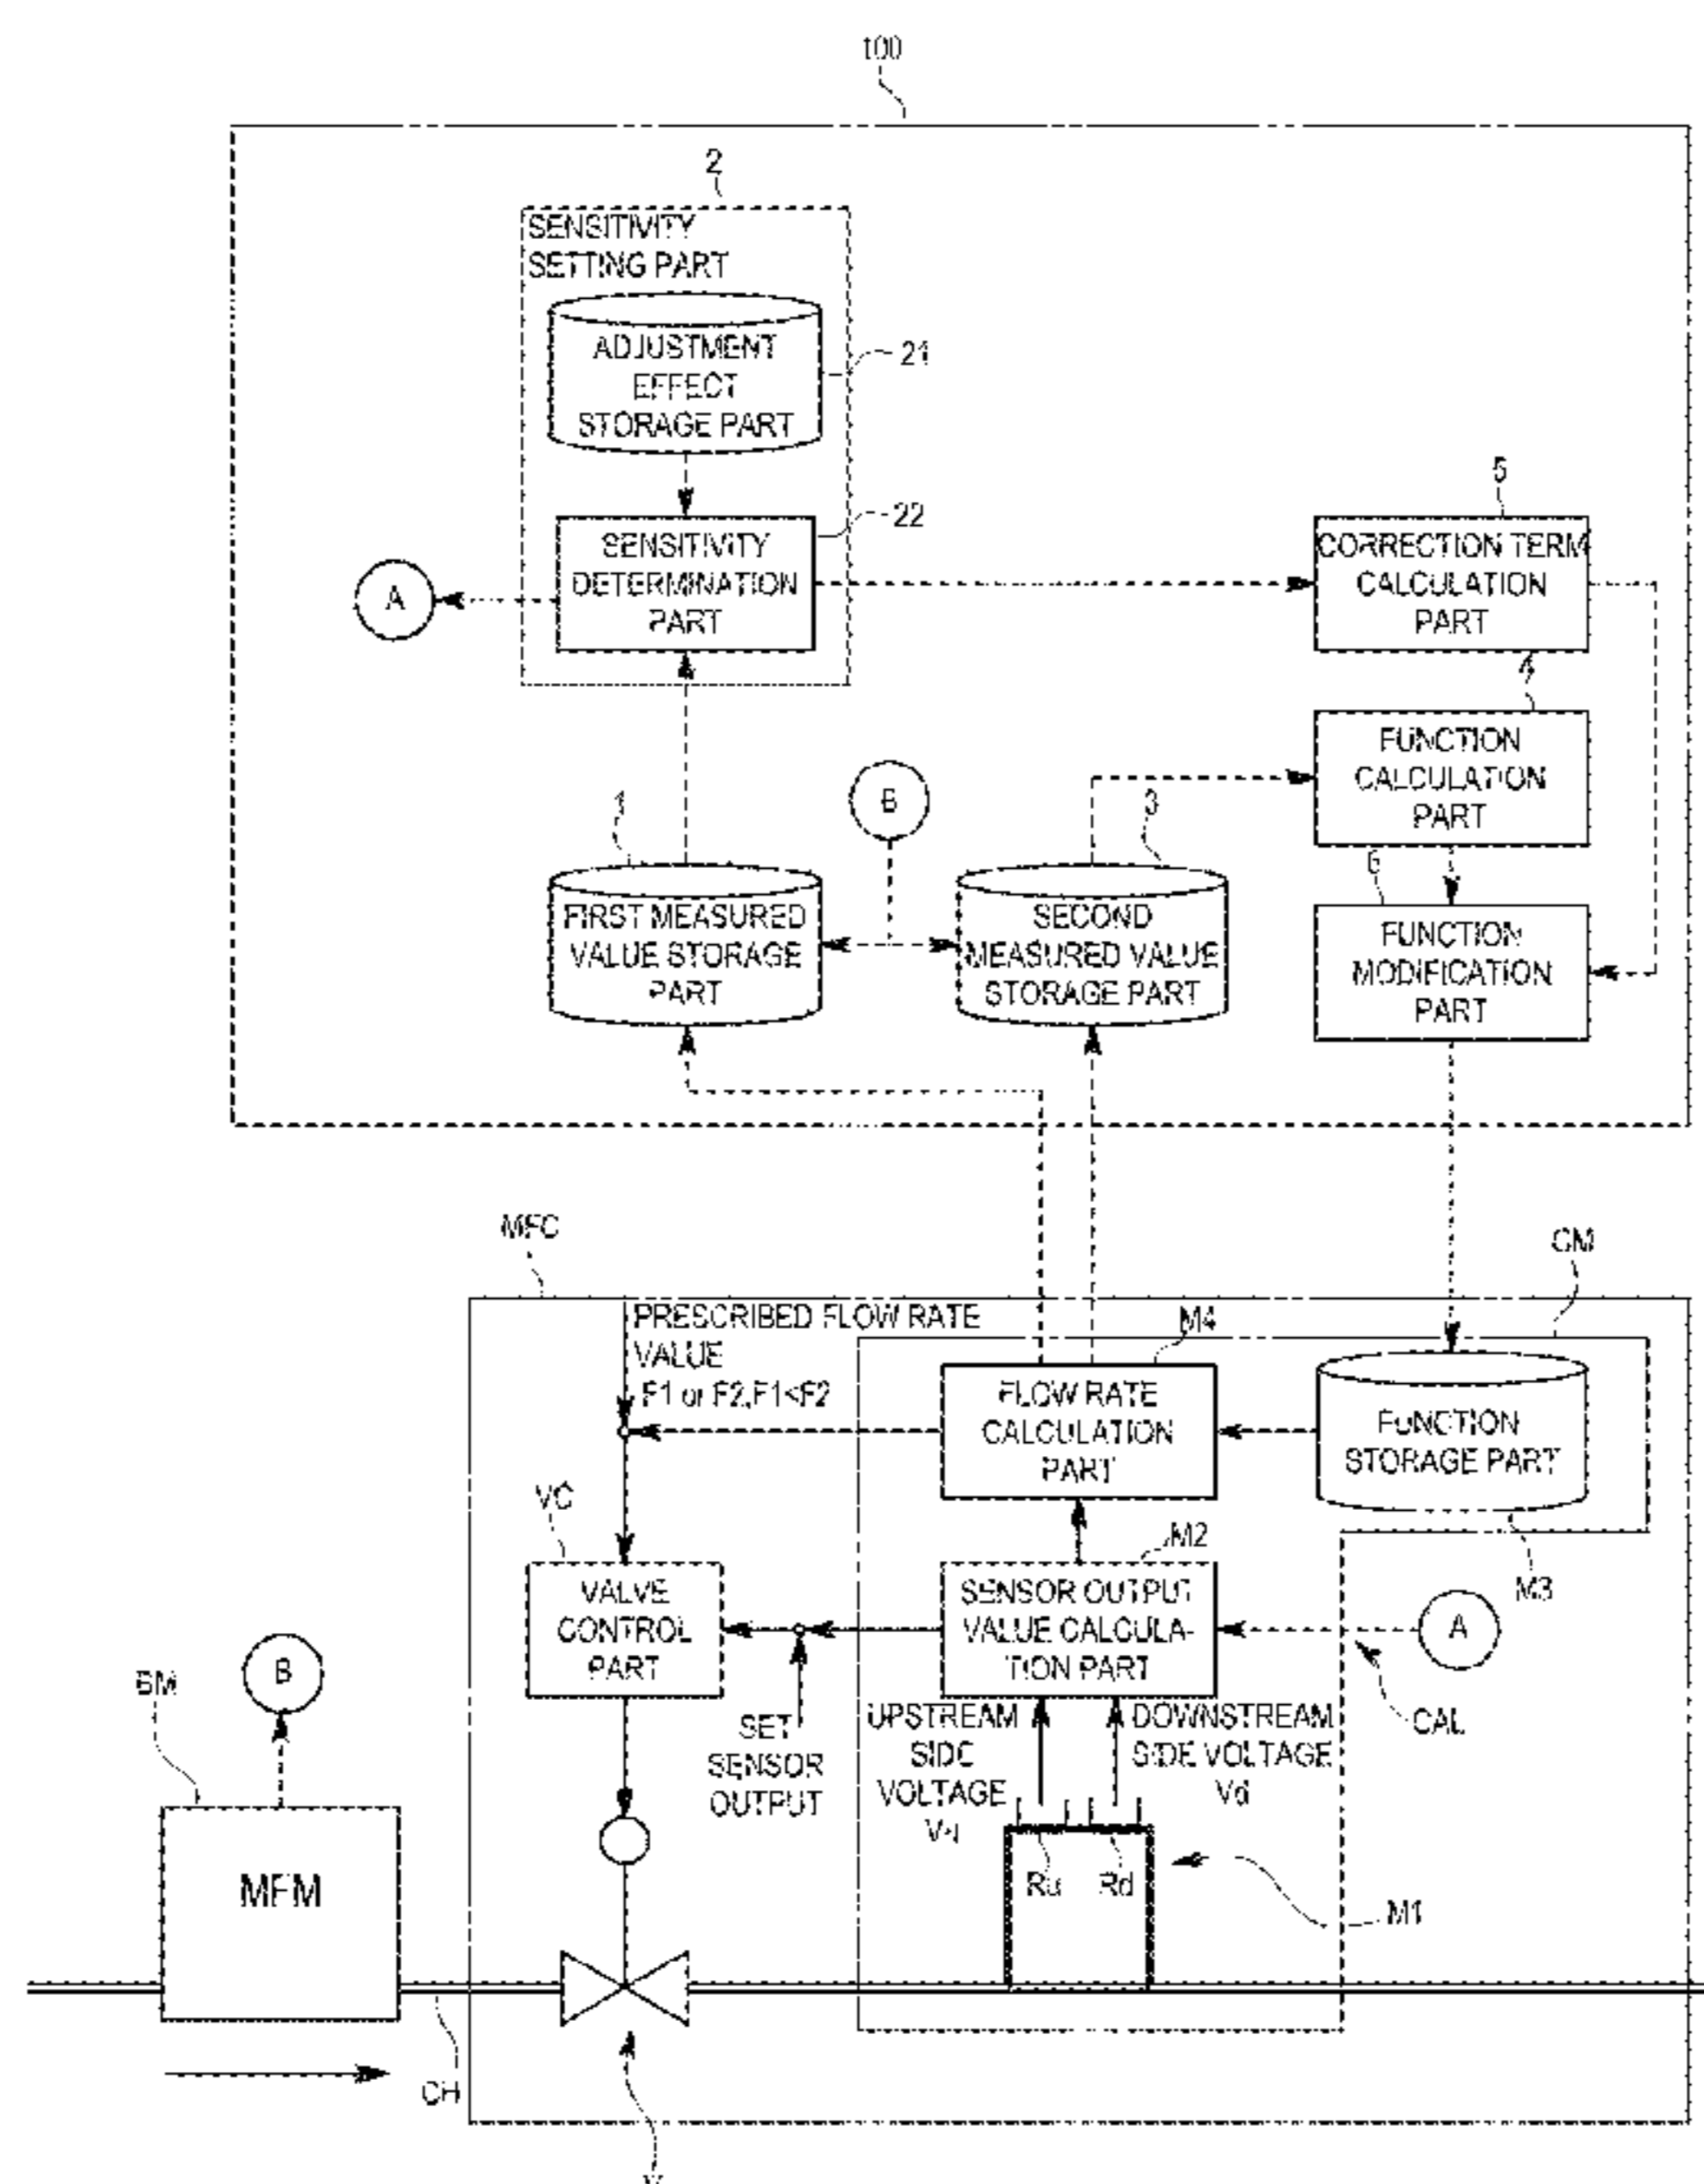 100
2
SENSITIVITY
SETTING PART
ADJUSTMENT
EFFECT
STORAGE PART
21
SENSITIVITY
DETERMINATION
PART
22
A
5
CORRECTION TERM
CALCULATION
PART
4
FUNCTION
CALCULATION
PART
1
B
3
6
FIRST MEASURED
VALUE STORAGE
PART
SECOND
MEASURED VALUE
STORAGE PART
FUNCTION
MODIFICATION
PART
MFC
CM
PRESCRIBED FLOW RATE
VALUE
F1 or F2,F1<F2
M4
FLOW RATE
CALCULATION
PART
FUNCTION
STORAGE PART
M3
VC
VALVE
CONTROL
PART
M2
SENSOR OUTPUT
VALUE CALCULA-
TION PART
A
CAL
BM
B
MFM
SET
SENSOR
OUTPUT
UPSTREAM
SIDE
VOLTAGE
Vu
DOWNSTREAM
SIDE VOLTAGE
Vd
Ru
Rd
M1
CH
V